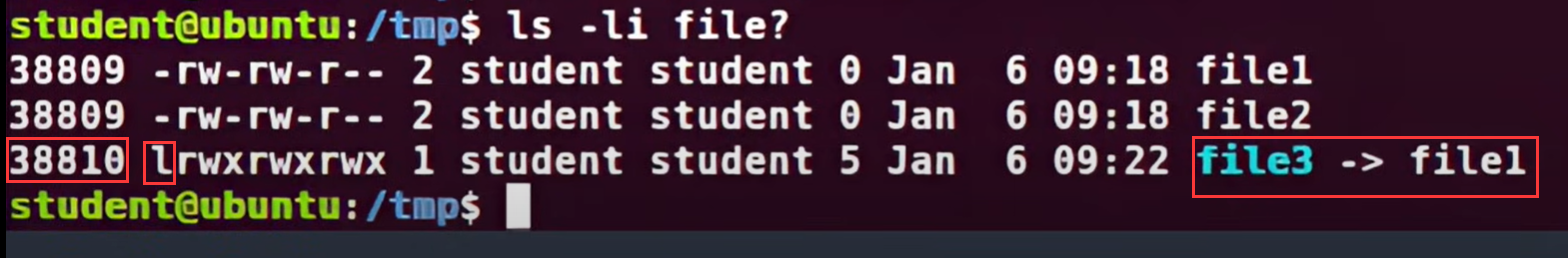 student@ubuntu:/tmp$ ls -li file?
38809 -rw-rw-r-- 2 student student 0 Jan  6 09:18 file1
38809 -rw-rw-r-- 2 student student 0 Jan  6 09:18 file2
38810 lrwxrwxrwx 1 student student 5 Jan  6 09:22 file3 -> file1
student@ubuntu:/tmp$